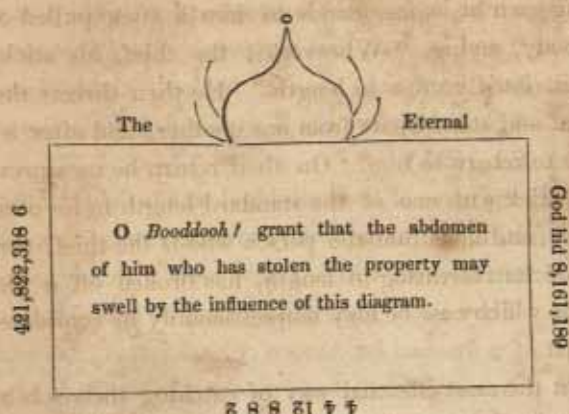 O
The Eternal
421,822,318 6
O Booddooh! grant that the abdomen
of him who has stolen the property may
swell by the influence of this diagram.
God hid 8,161,180